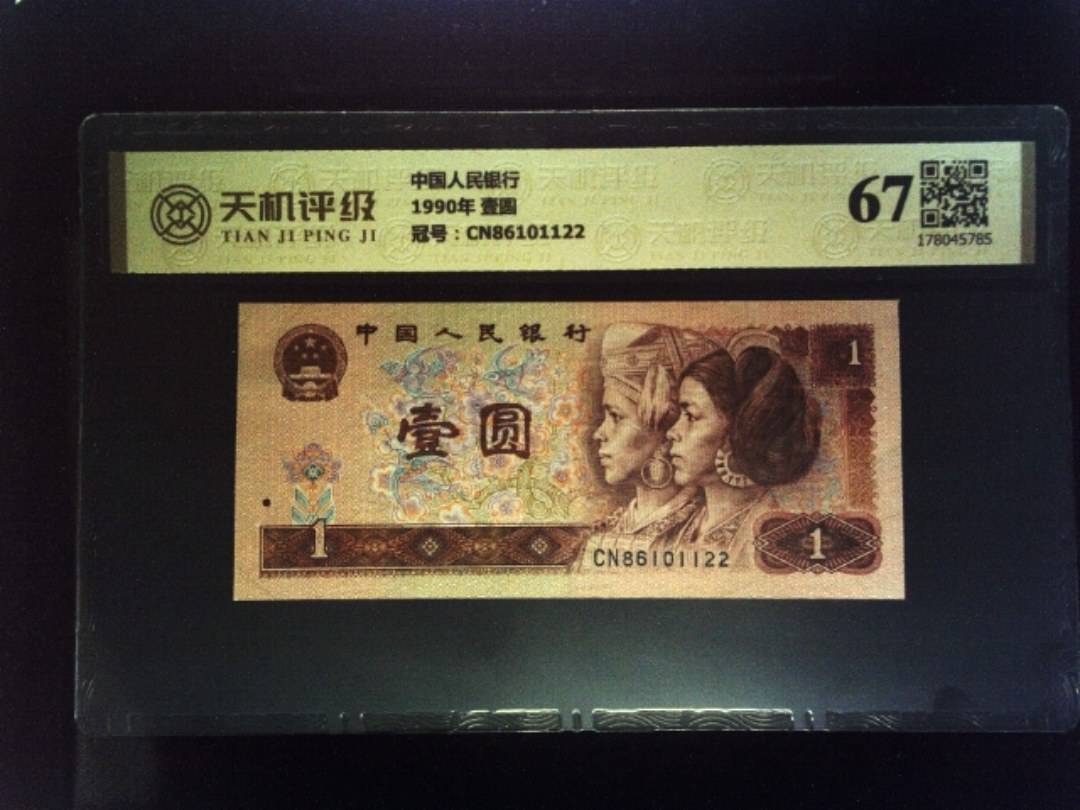 天机评级
TIAN JI PING JI
中国人民银行
1990年 壹圆
冠号：CN86101122
67
178045785
中国人民银行
壹圆
1
1
1
CN86101122